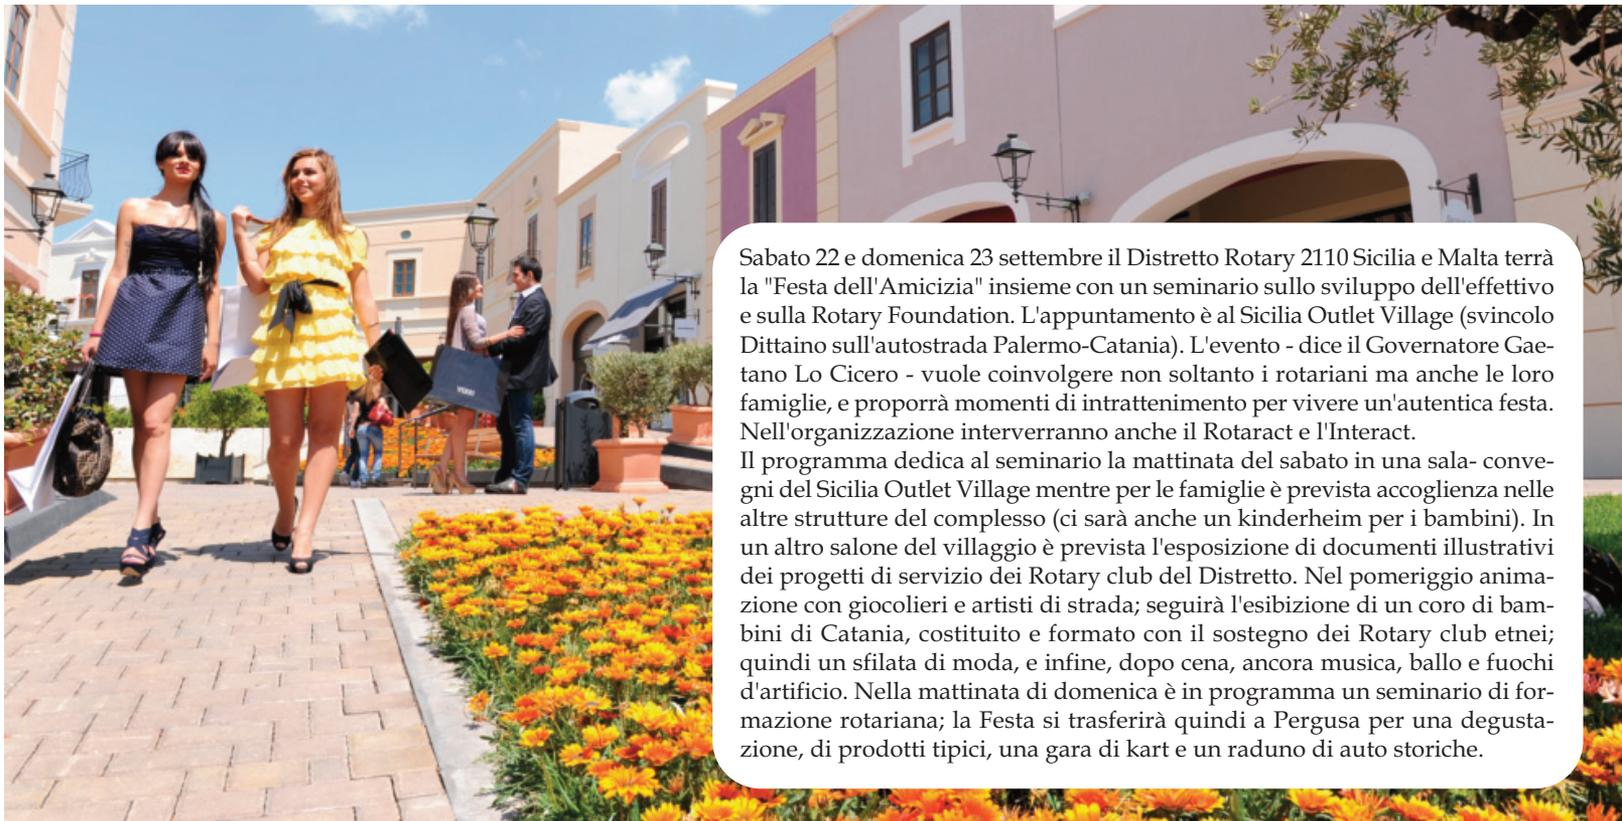 Sabato 22 e domenica 23 settembre il Distretto Rotary 2110 Sicilia e Malta terrà
la "Festa dell'Amicizia" insieme con un seminario sullo sviluppo dell'effettivo
e sulla Rotary Foundation. L'appuntamento è al Sicilia Outlet Village (svincolo
Dittaino sull'autostrada Palermo-Catania). L'evento - dice il Governatore Gae-
tano Lo Cicero - vuole coinvolgere non soltanto i rotariani ma anche le loro
famiglie, e proporrà momenti di intrattenimento per vivere un'autentica festa.
Nell'organizzazione interverranno anche il Rotaract e l'Interact.
Il programma dedica al seminario la mattinata del sabato in una sala- conve-
gni del Sicilia Outlet Village mentre per le famiglie è prevista accoglienza nelle
altre strutture del complesso (ci sarà anche un kinderheim per i bambini). In
un altro salone del villaggio è prevista l'esposizione di documenti illustrativi
dei progetti di servizio dei Rotary club del Distretto. Nel pomeriggio anima-
zione con giocolieri e artisti di strada; seguirà l'esibizione di un coro di bam-
bini di Catania, costituito e formato con il sostegno dei Rotary club etnei;
quindi un sfilata di moda, e infine, dopo cena, ancora musica, ballo e fuochi
d'artificio. Nella mattinata di domenica è in programma un seminario di for-
mazione rotariana; la Festa si trasferirà quindi a Pergusa per una degusta-
zione, di prodotti tipici, una gara di kart e un raduno di auto storiche.